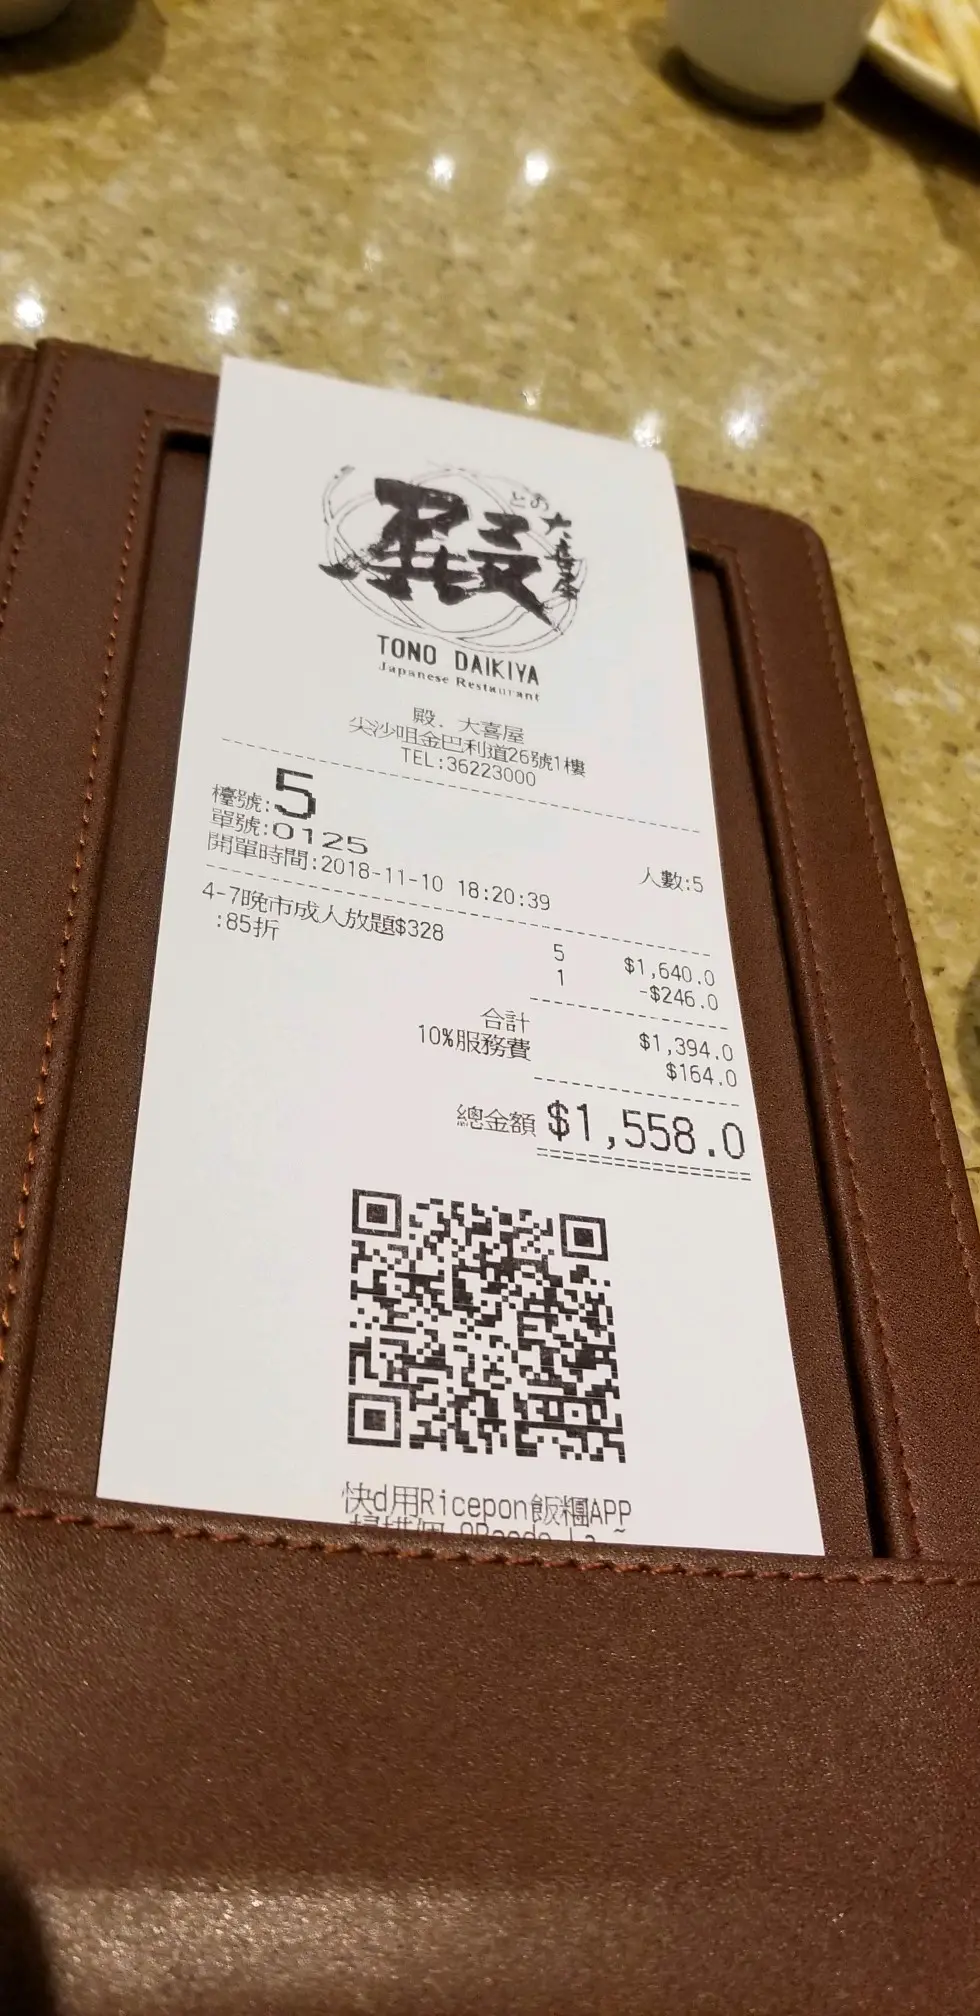 殿
との
大喜屋
TONO DAIKIYA
Japanese Restaurant
殿．大喜屋
尖沙咀金巴利道26號1樓
TEL:36223000
檯號:5
單號:0125
人數:5
開單時間:2018-11-10 18:20:39
4-7晚市成人放題$328 5 $1,640.0
:85折 1 -$246.0
合計 $1,394.0
10%服務費 $164.0
總金額 $1,558.0
快d用Ricepon飯糰APP